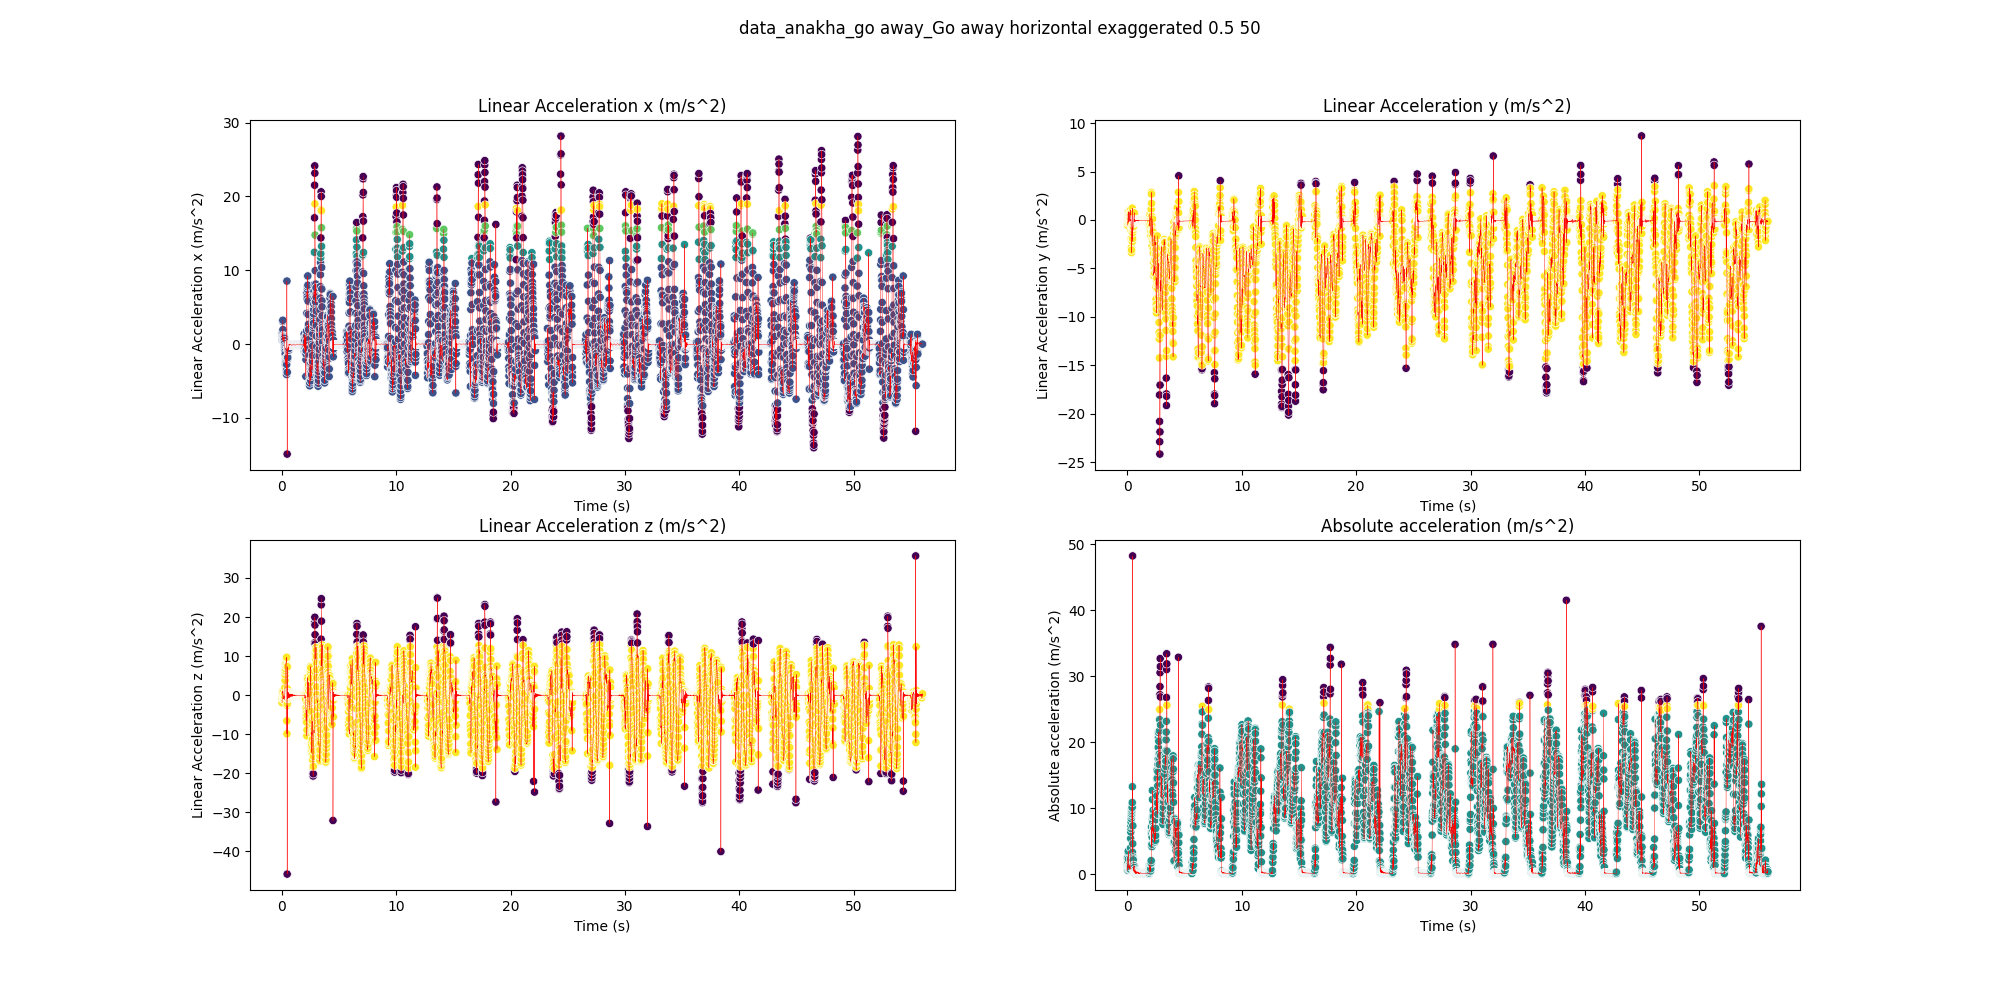 data_anakha_go away_Go away horizontal exaggerated 0.5 50
Linear Acceleration x (m/s^2)
Linear Acceleration x (m/s^2)
30
20
10
0
−10
0 10 20 30 40 50
Time (s)
Linear Acceleration y (m/s^2)
Linear Acceleration y (m/s^2)
10
5
0
−5
−10
−15
−20
−25
0 10 20 30 40 50
Time (s)
Linear Acceleration z (m/s^2)
Linear Acceleration z (m/s^2)
30
20
10
0
−10
−20
−30
−40
0 10 20 30 40 50
Time (s)
Absolute acceleration (m/s^2)
Absolute acceleration (m/s^2)
50
40
30
20
10
0
0 10 20 30 40 50
Time (s)